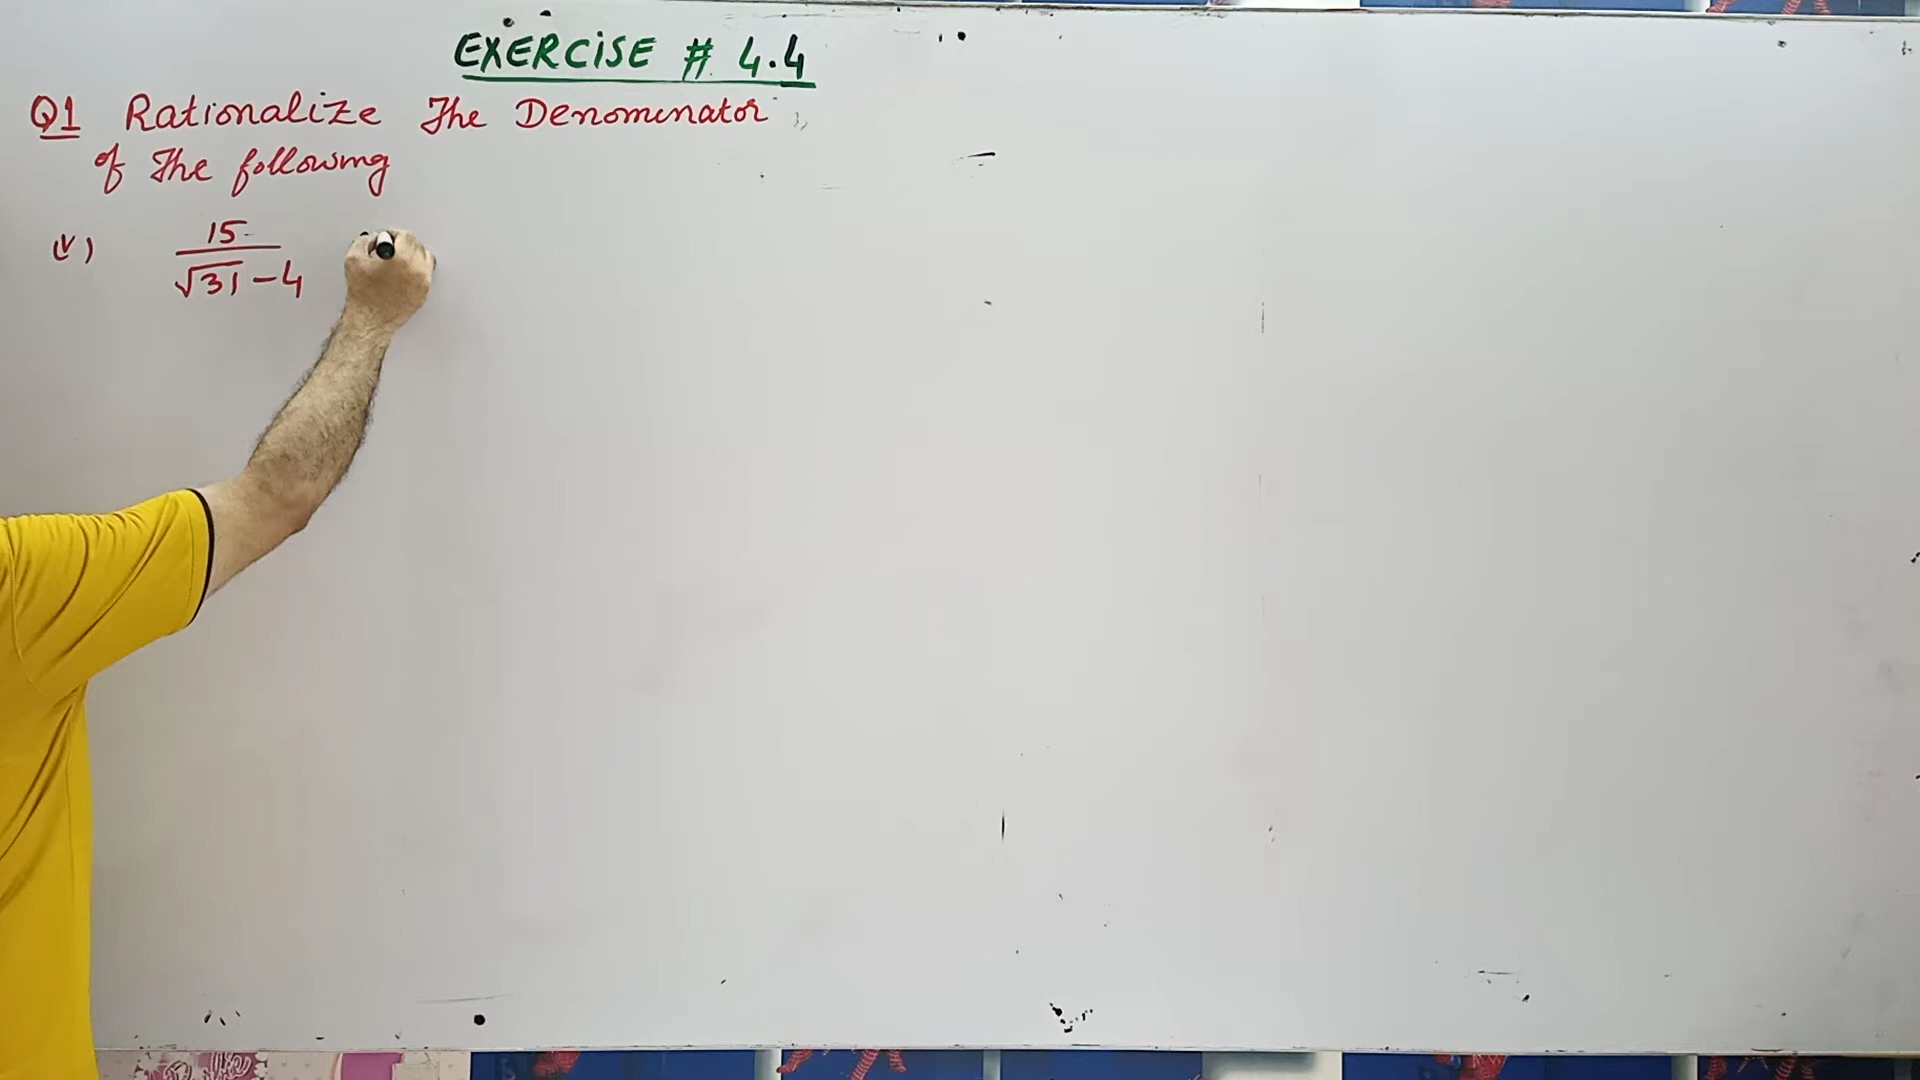 EXERCISE # 4.4
Q1 Rationalize The Denominator
of The following
(v) 15
√31 - 4